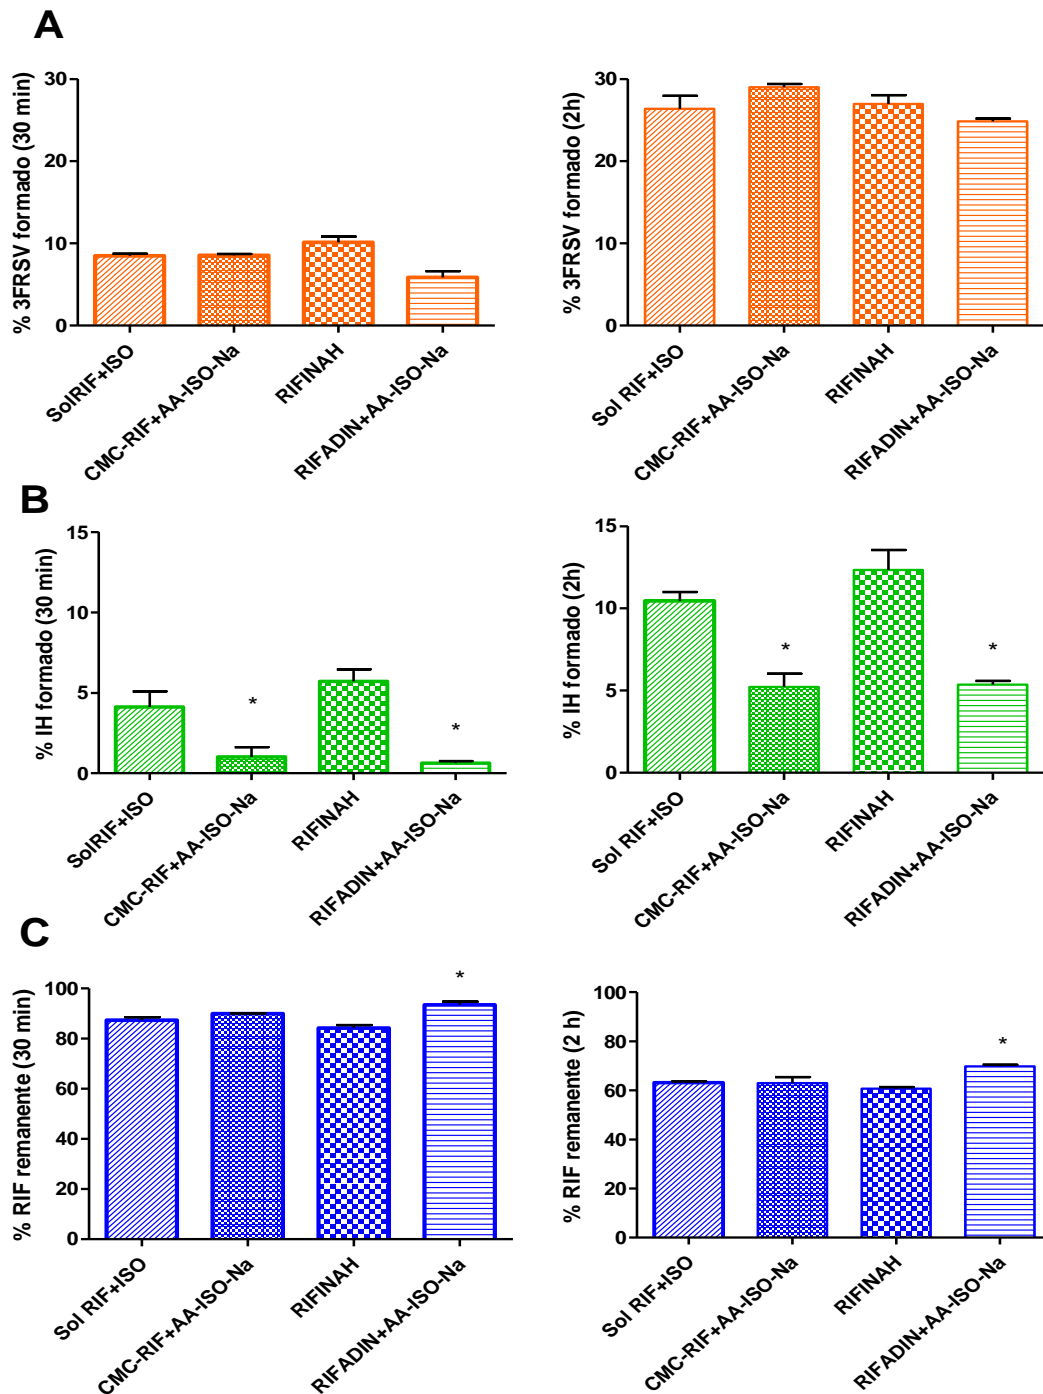 A
% 3FRSV formado (30 min)
30
20
10
0
SolRIF+ISO
CMC-RIF+AA-ISO-Na
RIFINAH
RIFADIN+AA-ISO-Na
% 3FRSV formado (2h)
30
20
10
0
Sol RIF+ISO
CMC-RIF+AA-ISO-Na
RIFINAH
RIFADIN+AA-ISO-Na
B
% IH formado (30 min)
15
10
5
0
*
*
SolRIF+ISO
CMC-RIF+AA-ISO-Na
RIFINAH
RIFADIN+AA-ISO-Na
% IH formado (2h)
15
10
5
0
*
*
Sol RIF+ISO
CMC-RIF+AA-ISO-Na
RIFINAH
RIFADIN+AA-ISO-Na
C
% RIF remanente (30 min)
100
80
60
40
20
0
*
Sol RIF+ISO
CMC-RIF+AA-ISO-Na
RIFINAH
RIFADIN+AA-ISO-Na
% RIF remanente (2 h)
100
80
60
40
20
0
*
Sol RIF+ISO
CMC-RIF+AA-ISO-Na
RIFINAH
RIFADIN+AA-ISO-Na